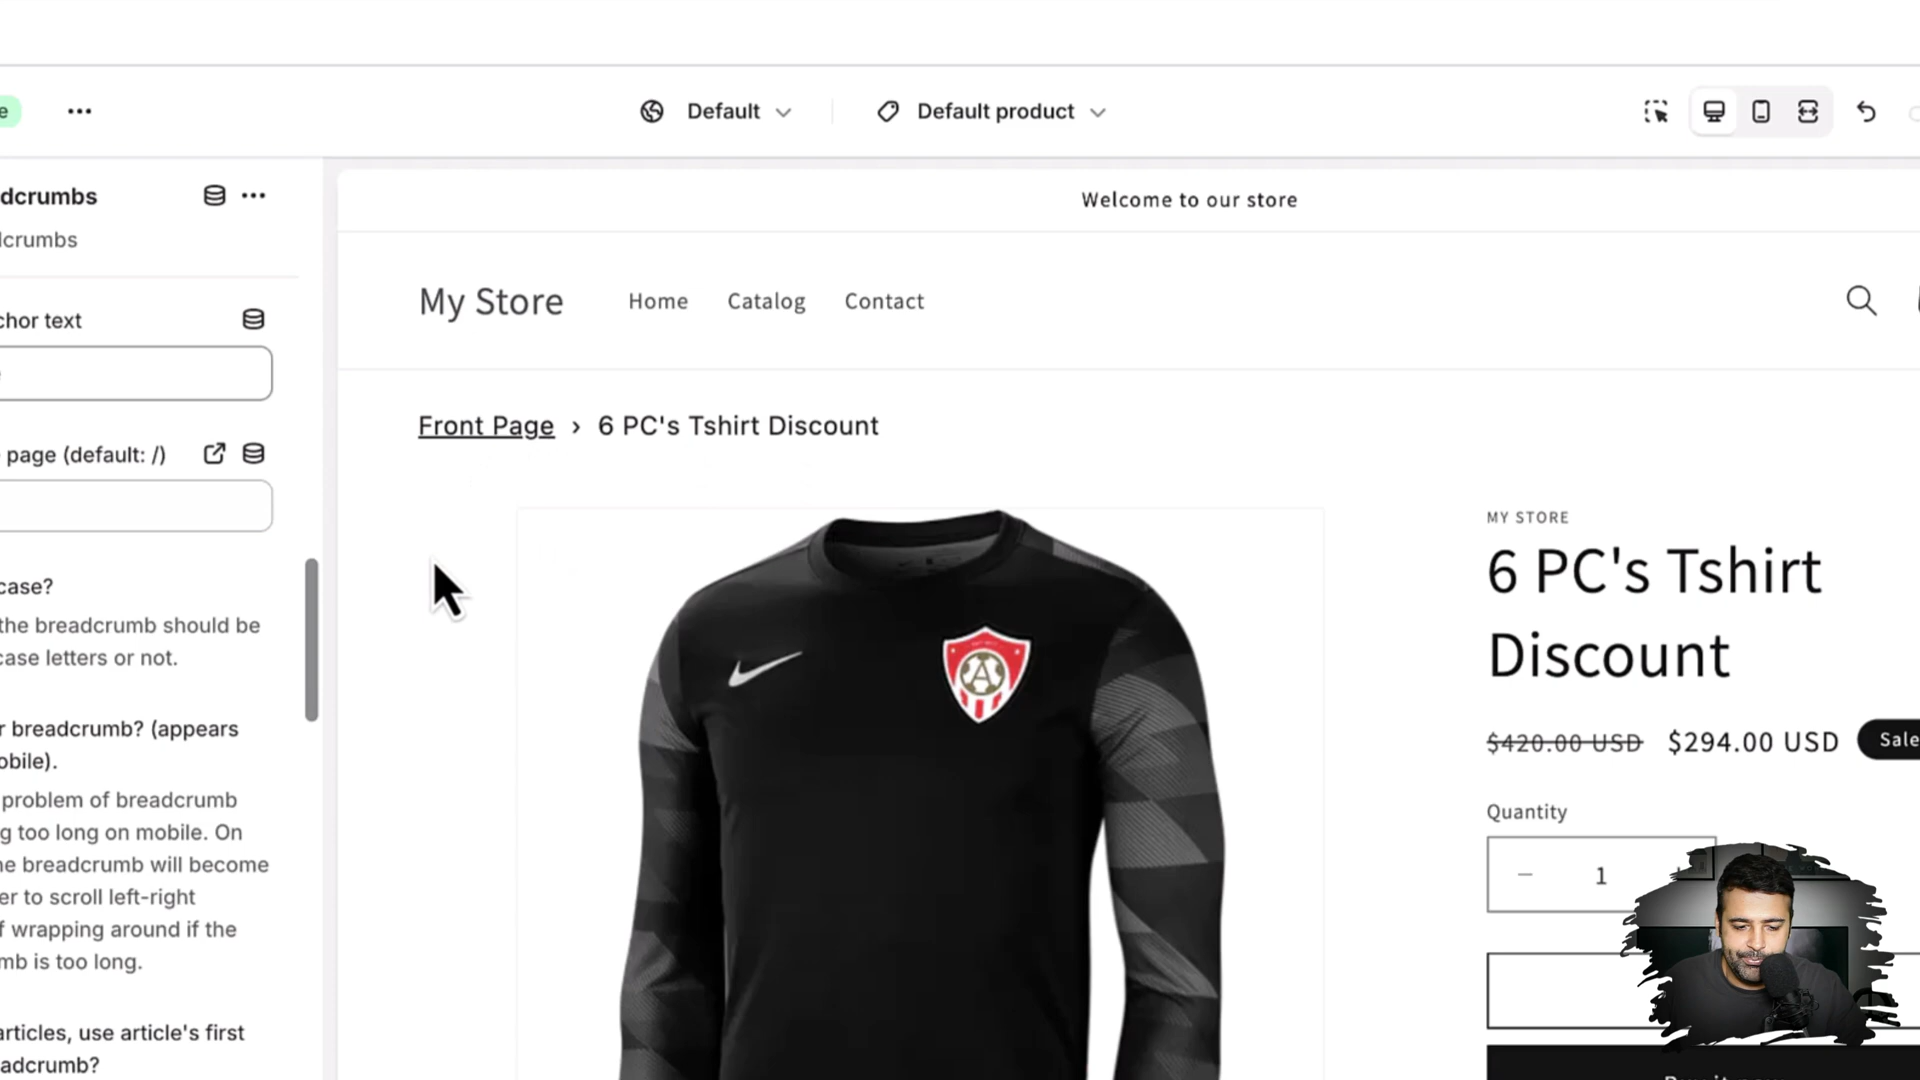 e
Default
Default product
dcrumbs
dcrumbs
chor text
page (default: /)
case?
the breadcrumb should be
case letters or not.
r breadcrumb? (appears
obile).
problem of breadcrumb
g too long on mobile. On
ne breadcrumb will become
er to scroll left-right
f wrapping around if the
mb is too long.
articles, use article's first
eadcrumb?
Welcome to our store
My Store
Home
Catalog
Contact
Front Page › 6 PC's Tshirt Discount
A
MY STORE
6 PC's Tshirt
Discount
$420.00 USD $294.00 USD Sale
Quantity
1